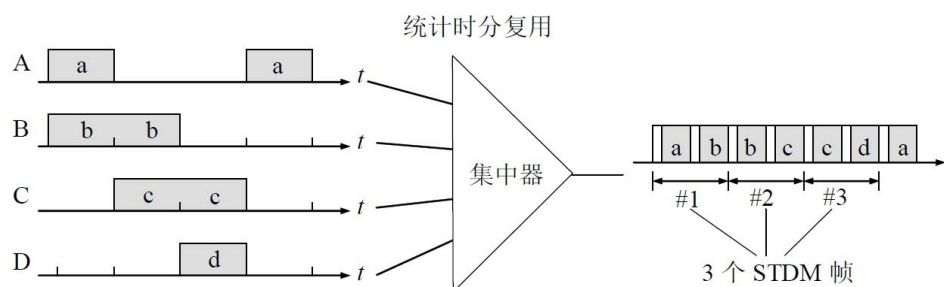 统计时分复用
A a a t
B b b t
C c c t
D d t
集中器
a b b c c d a
#1 #2 #3
3 个 STDM 帧